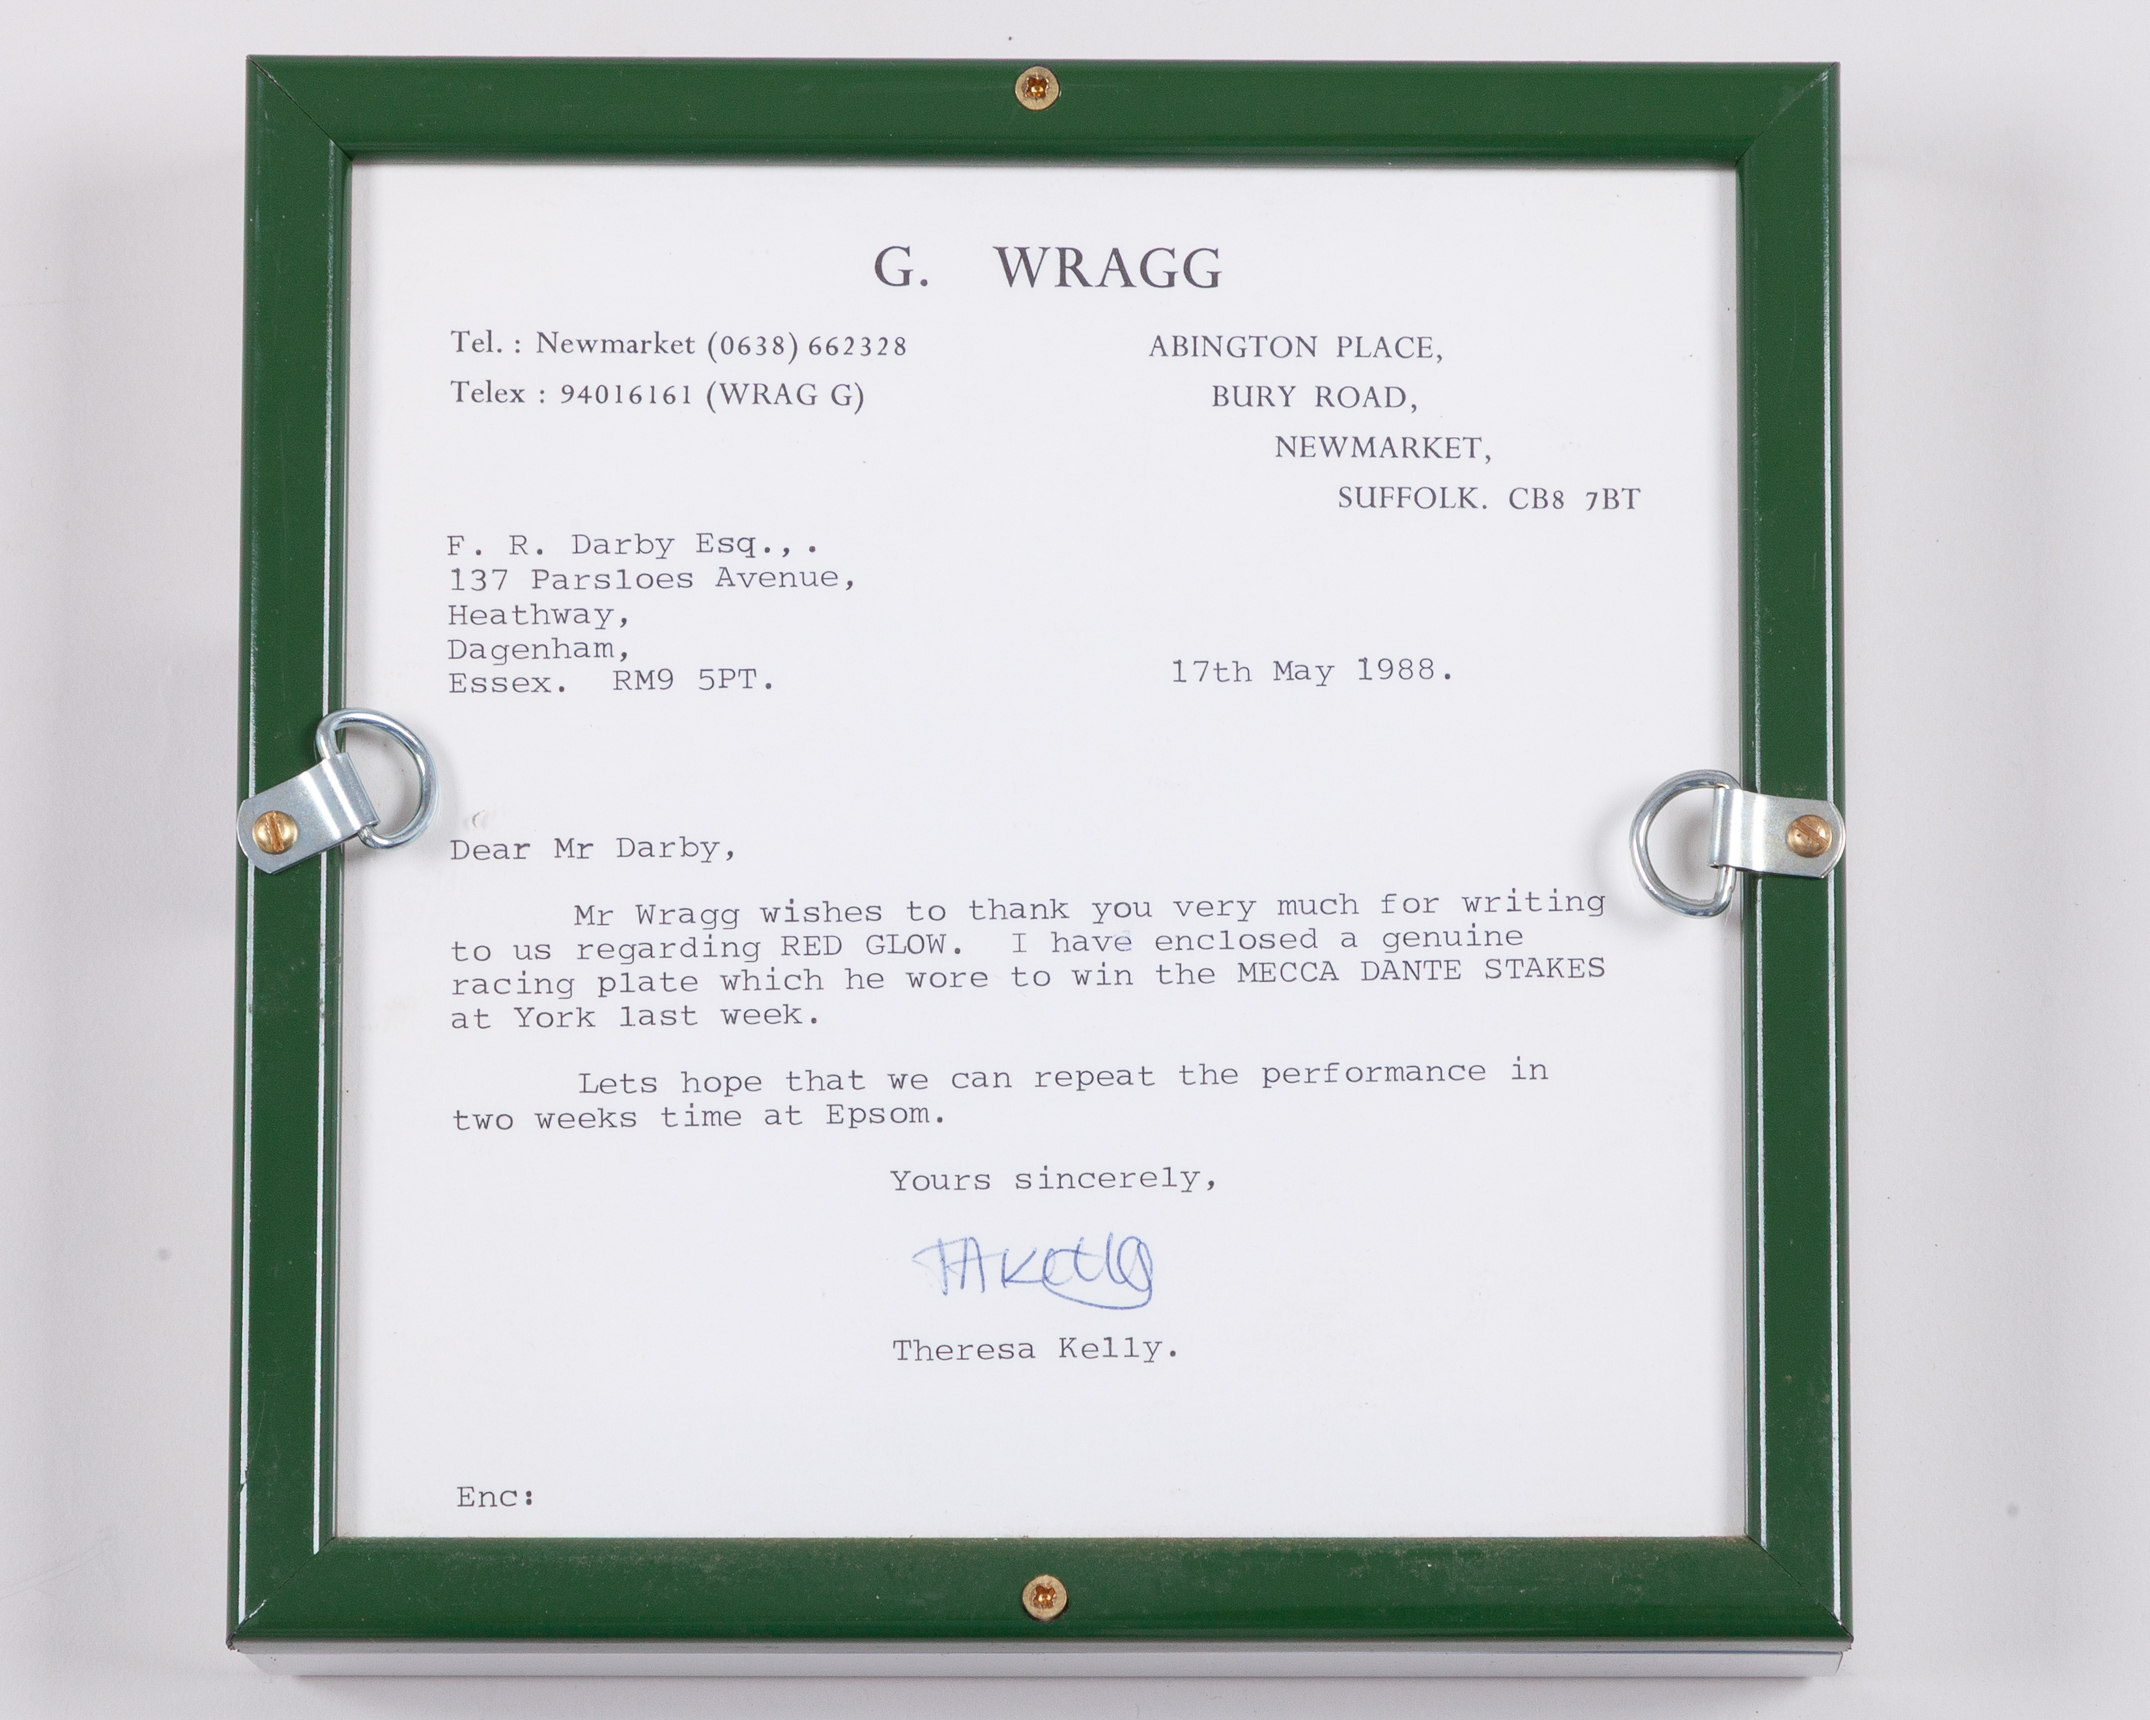 G. WRAGG
Tel. : Newmarket (0638) 662328
Telex : 94016161 (WRAG G)
ABINGTON PLACE,
BURY ROAD,
NEWMARKET,
SUFFOLK. CB8 7BT
F. R. Darby Esq.,.
137 Parsloes Avenue,
Heathway,
Dagenham,
Essex. RM9 5PT.
17th May 1988.
Dear Mr Darby,
Mr Wragg wishes to thank you very much for writing
to us regarding RED GLOW. I have enclosed a genuine
racing plate which he wore to win the MECCA DANTE STAKES
at York last week.
Lets hope that we can repeat the performance in
two weeks time at Epsom.
Yours sincerely,
TAKelly
Theresa Kelly.
Enc: